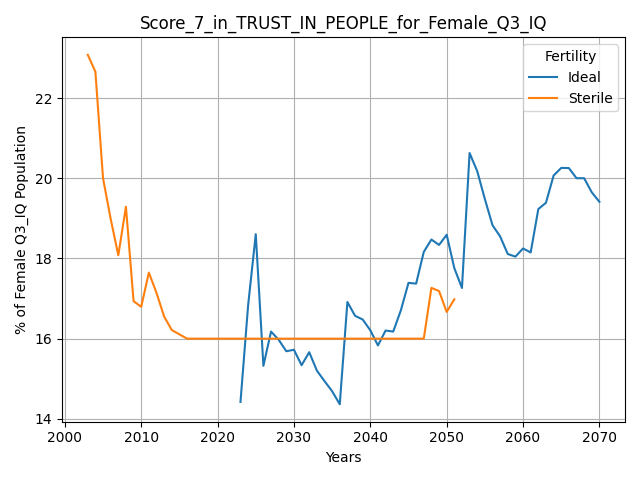 Score_7_in_TRUST_IN_PEOPLE_for_Female_Q3_IQ
% of Female Q3_IQ Population
22
20
18
16
14
Fertility
Ideal
Sterile
2000 2010 2020 2030 2040 2050 2060 2070
Years